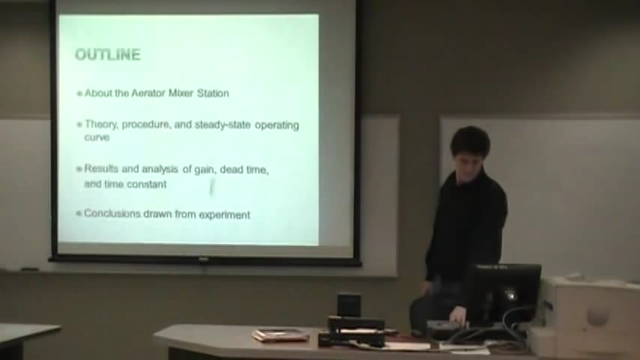 OUTLINE
About the Aerator Mixer Station
Theory, procedure, and steady-state operating
curve
Results and analysis of gain, dead time,
and time constant
Conclusions drawn from experiment